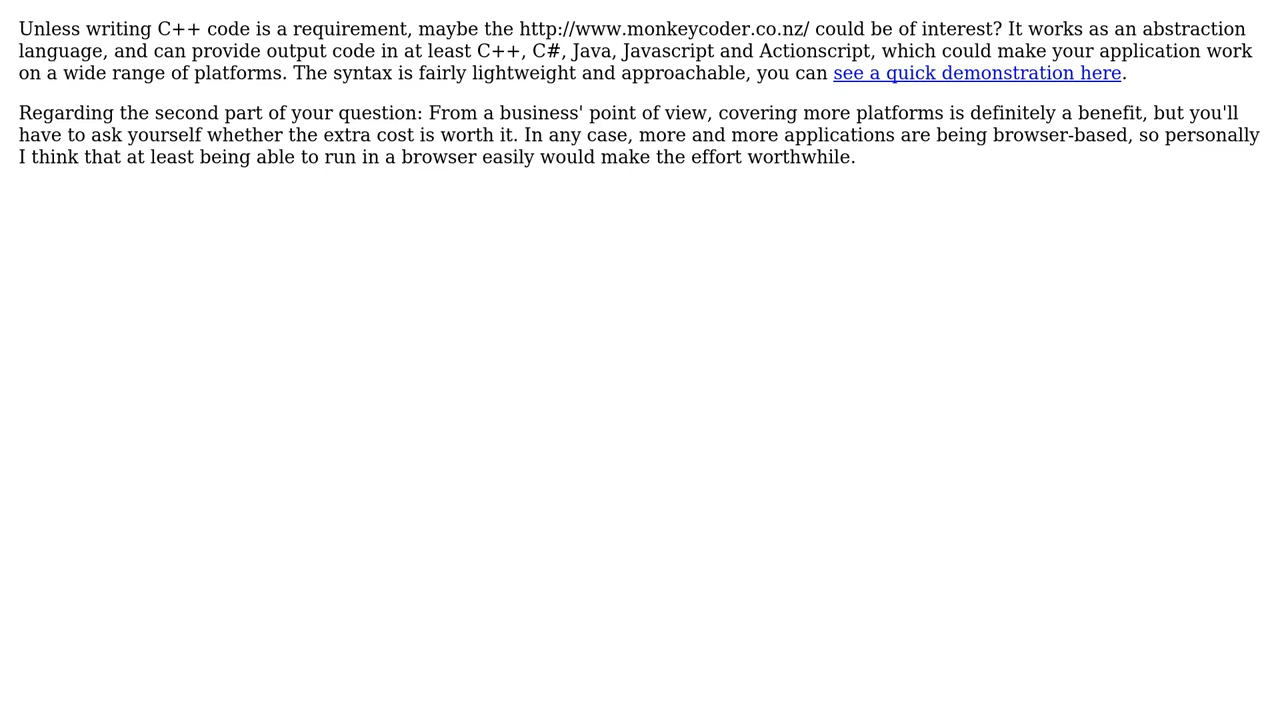 Unless writing C++ code is a requirement, maybe the http://www.monkeycoder.co.nz/ could be of interest? It works as an abstraction
language, and can provide output code in at least C++, C#, Java, Javascript and Actionscript, which could make your application work
on a wide range of platforms. The syntax is fairly lightweight and approachable, you can see a quick demonstration here.
Regarding the second part of your question: From a business' point of view, covering more platforms is definitely a benefit, but you'll
have to ask yourself whether the extra cost is worth it. In any case, more and more applications are being browser-based, so personally
I think that at least being able to run in a browser easily would make the effort worthwhile.